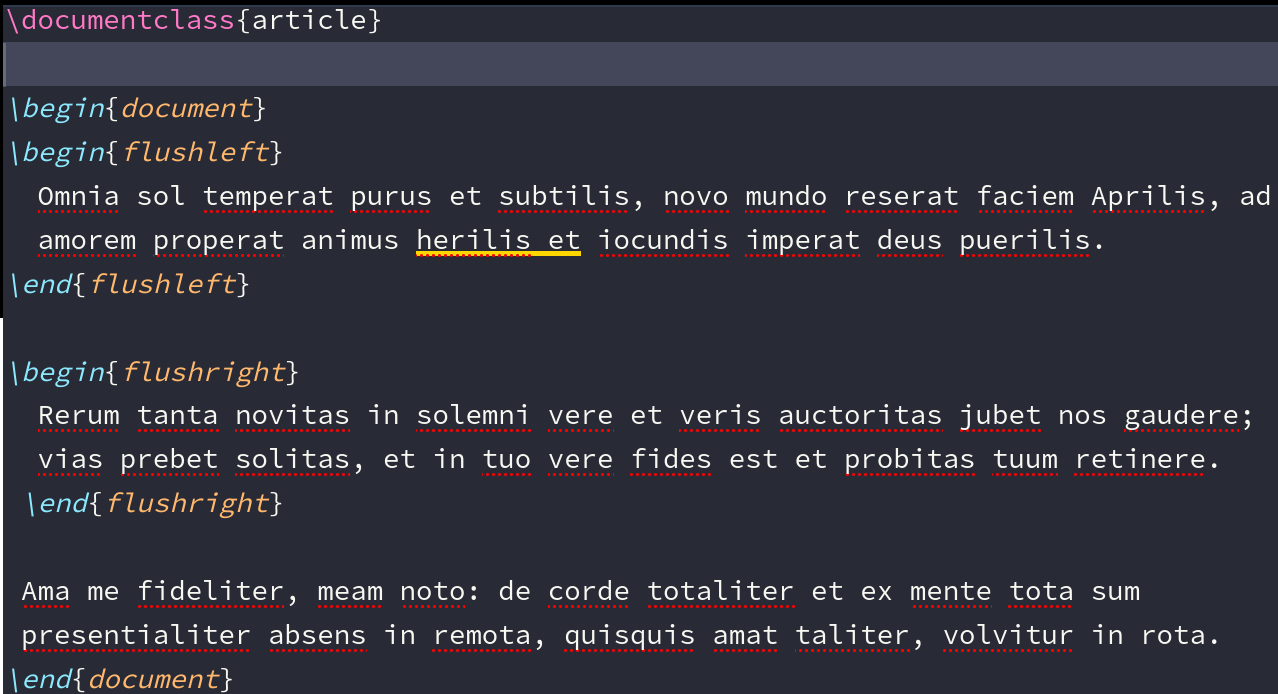 \documentclass{article}
\begin{document}
\begin{flushleft}
Omnia sol temperat purus et subtilis, novo mundo reserat faciem Aprilis, ad
amorem properat animus herilis et iocundis imperat deus puerilis.
\end{flushleft}
\begin{flushright}
Rerum tanta novitas in solemni vere et veris auctoritas jubet nos gaudere;
vias prebet solitas, et in tuo vere fides est et probitas tuum retinere.
\end{flushright}
Ama me fideliter, meam noto: de corde totaliter et ex mente tota sum
presentialiter absens in remota, quisquis amat taliter, volvitur in rota.
\end{document}